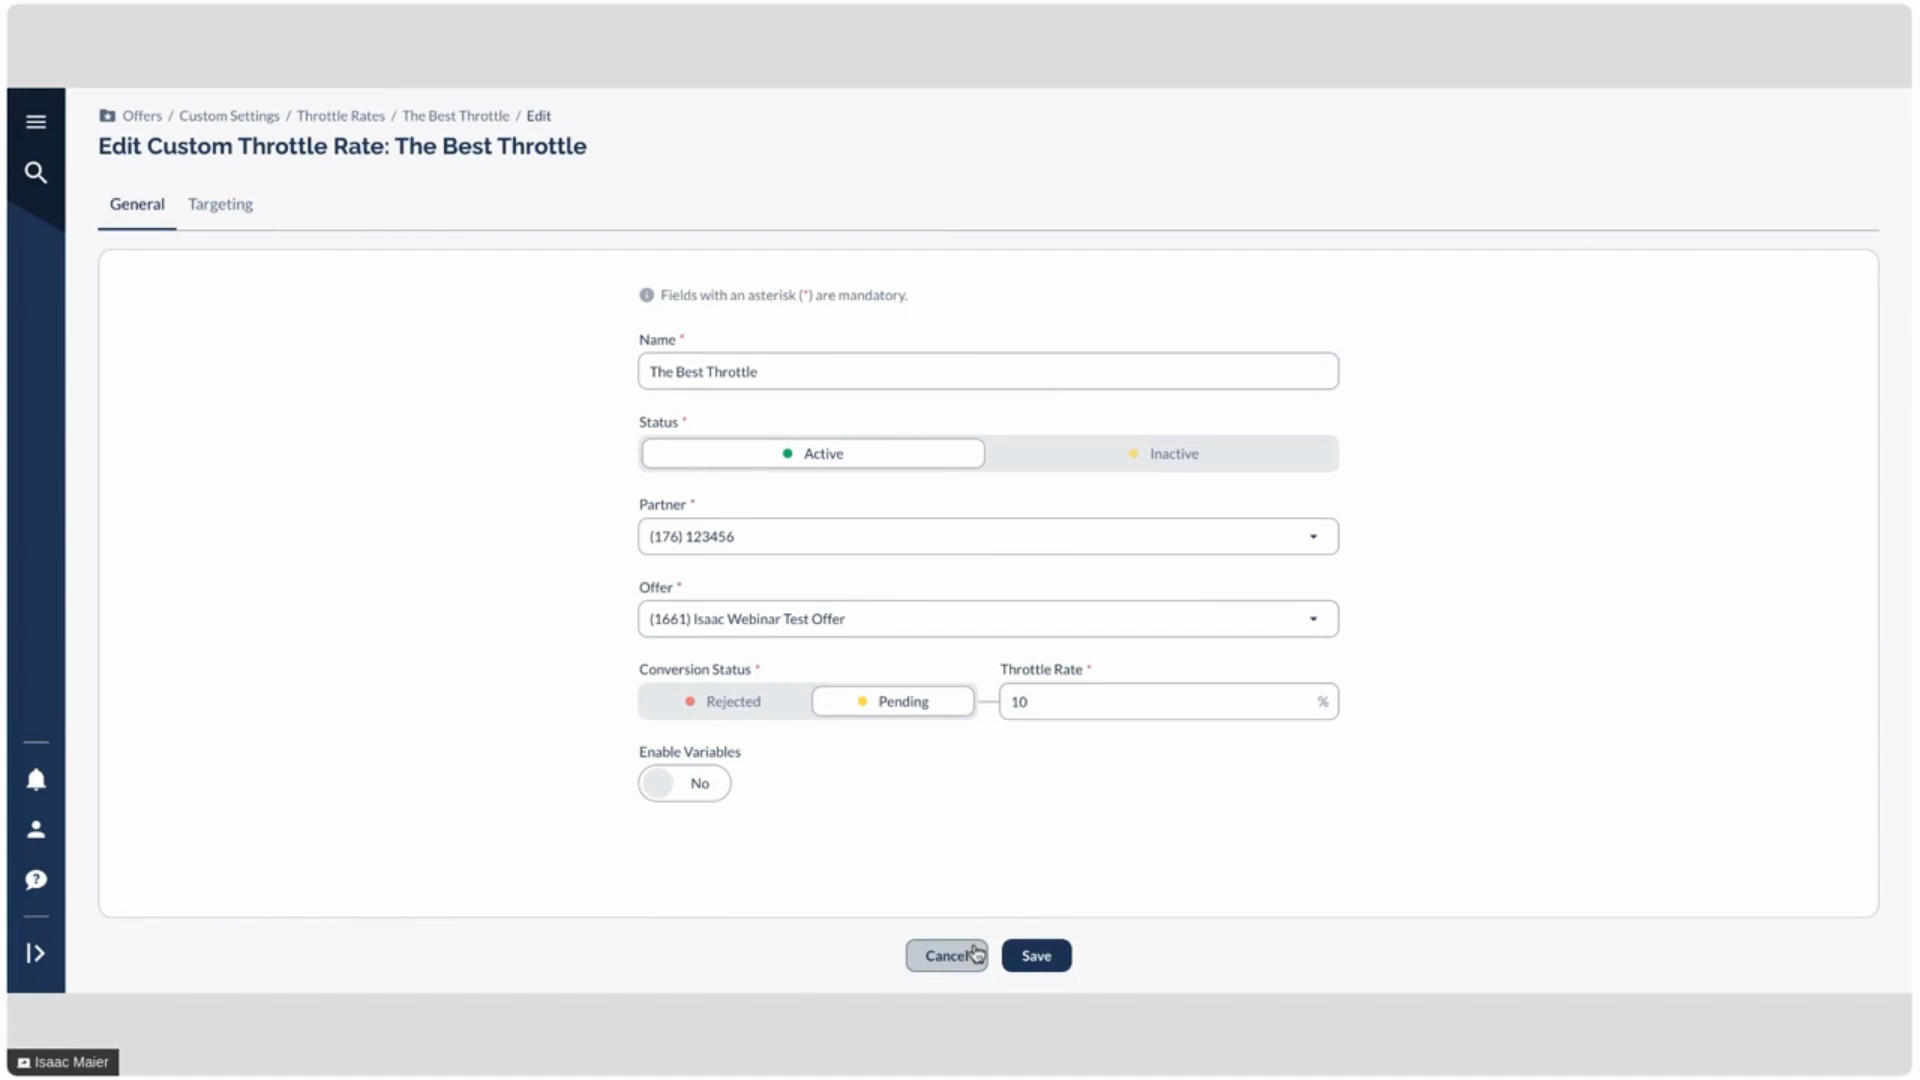 Offers / Custom Settings / Throttle Rates / The Best Throttle / Edit
Edit Custom Throttle Rate: The Best Throttle
General Targeting
Fields with an asterisk (*) are mandatory.
Name *
The Best Throttle
Status *
Active Inactive
Partner *
(176) 123456
Offer *
(1661) Isaac Webinar Test Offer
Conversion Status * Throttle Rate *
Rejected Pending 10 %
Enable Variables
No
Cancel Save
Isaac Maier